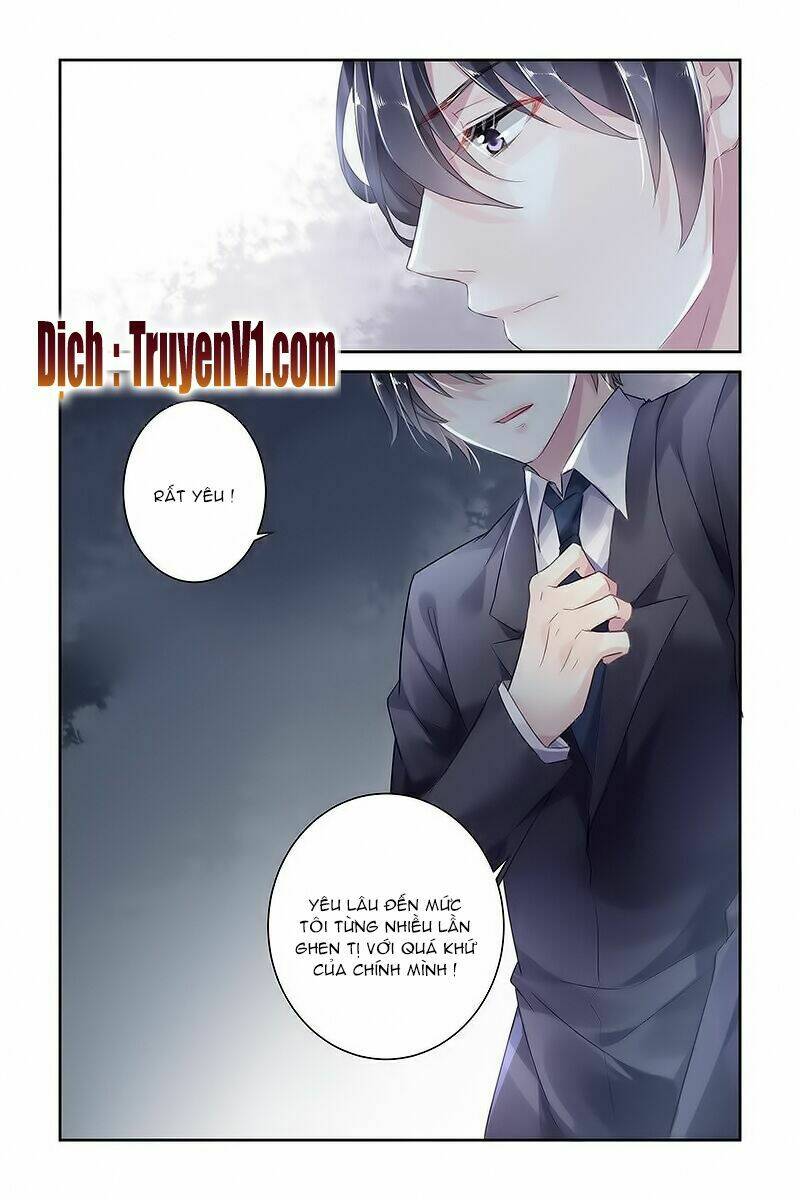 Dịch : TruyenV1.com
RẤT YÊU !
YÊU LÂU ĐẾN MỨC
TÔI TỪNG NHIỀU LẦN
GHEN TỊ VỚI QUÁ KHỨ
CỦA CHÍNH MÌNH !